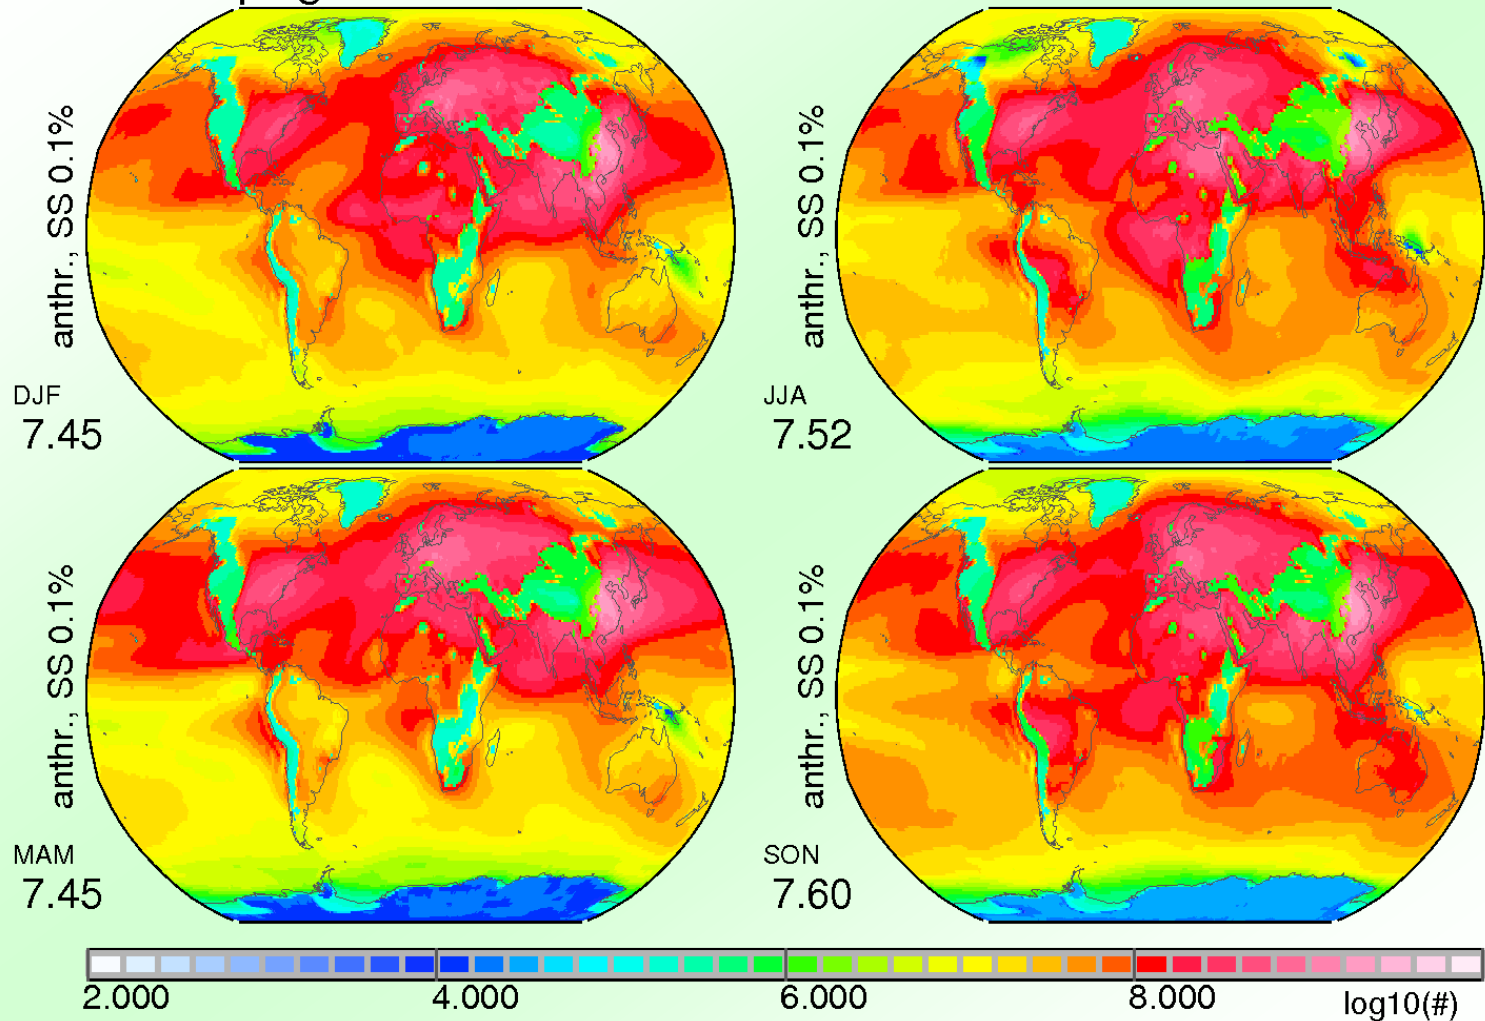 anthr., SS 0.1%
DJF
7.45
anthr., SS 0.1%
JJA
7.52
anthr., SS 0.1%
MAM
7.45
anthr., SS 0.1%
SON
7.60
2.000 4.000 6.000 8.000 log10(#)